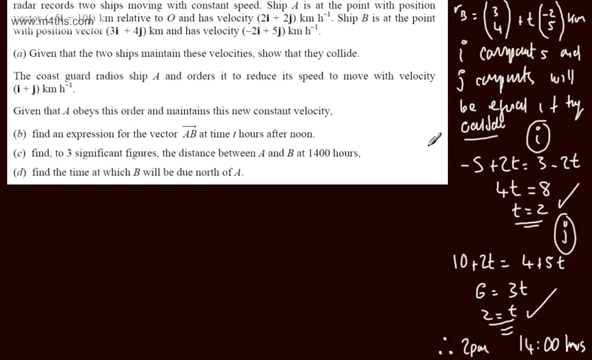 radar records two ships moving with constant speed. Ship A is at the point with position
km relative to O and has velocity (2i + 2j) km h⁻¹. Ship B is at the point
www.m4ths.com
with position vector (3i + 4j) km and has velocity (−2i + 5j) km h⁻¹.
(a) Given that the two ships maintain these velocities, show that they collide.
The coast guard radios ship A and orders it to reduce its speed to move with velocity
(i + j) km h⁻¹.
Given that A obeys this order and maintains this new constant velocity,
(b) find an expression for the vector AB at time t hours after noon.
(c) find, to 3 significant figures, the distance between A and B at 1400 hours,
(d) find the time at which B will be due north of A.
r_B = (3 4) + t (-2 5) km
i components and
j components will
be equal if they
collide
i
-5 + 2t = 3 - 2t
4t = 8 ✓
t = 2
j
10 + 2t = 4 + 5t
6 = 3t
2 = t ✓
∴ 2pm 14:00 hrs